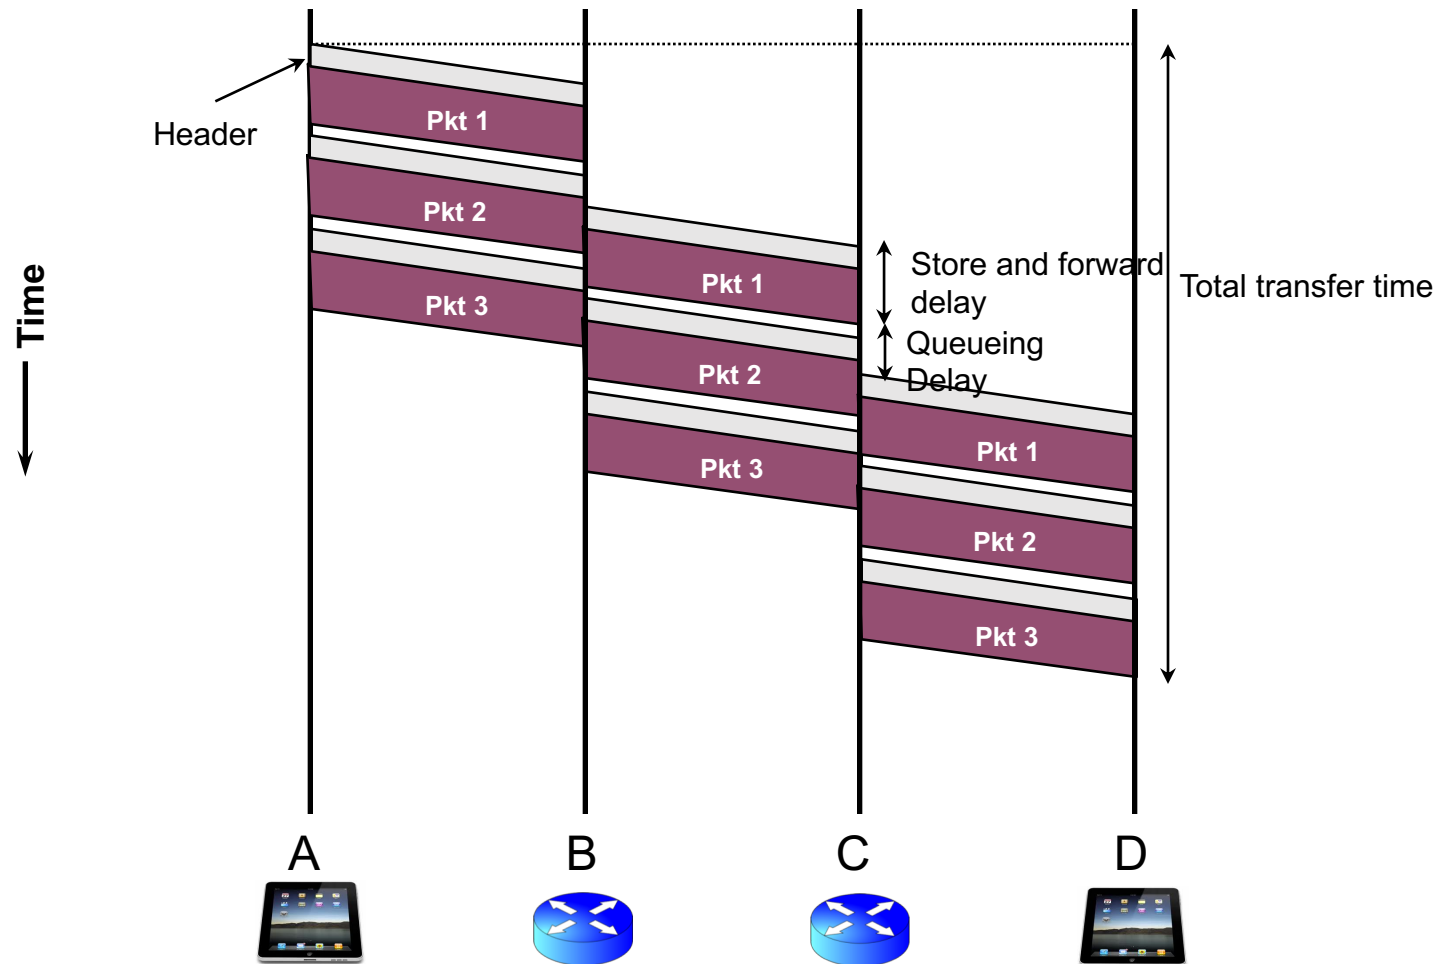 Header
Pkt 1
Pkt 2
Pkt 3
Pkt 1
Pkt 2
Pkt 3
Store and forward
delay
Queueing
Delay
Total transfer time
Pkt 1
Pkt 2
Pkt 3
Time
A
B
C
D